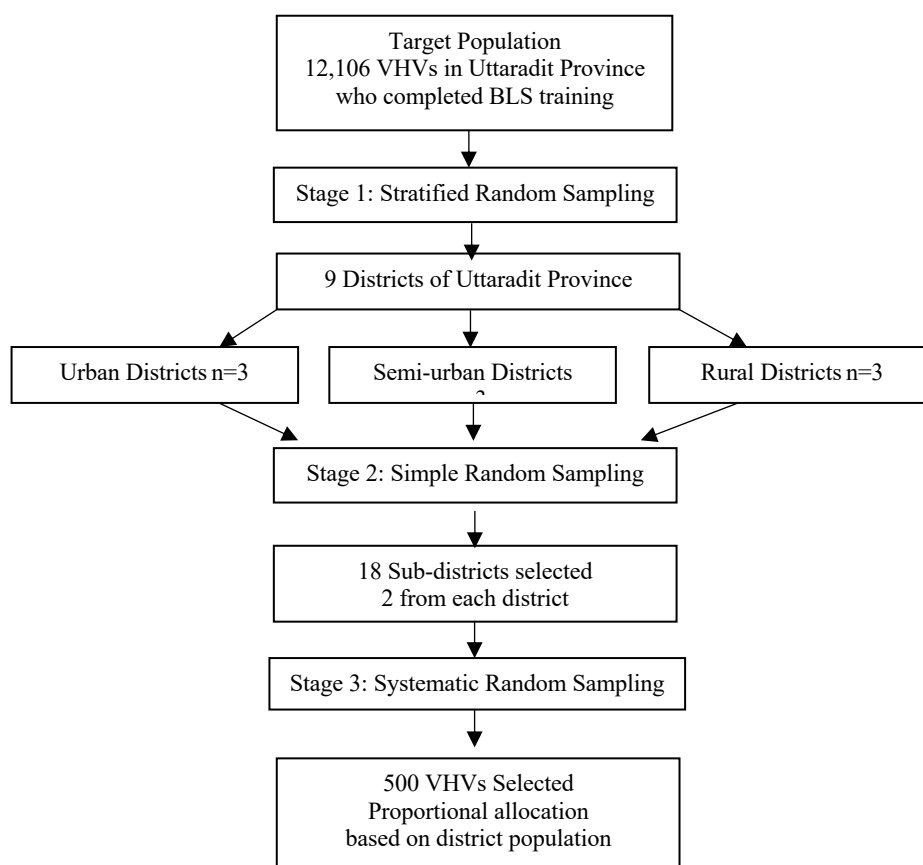 Target Population
12,106 VHVs in Uttaradit Province
who completed BLS training
Stage 1: Stratified Random Sampling
9 Districts of Uttaradit Province
Urban Districts n=3
Semi-urban Districts
Rural Districts n=3
Stage 2: Simple Random Sampling
18 Sub-districts selected
2 from each district
Stage 3: Systematic Random Sampling
500 VHVs Selected
Proportional allocation
based on district population